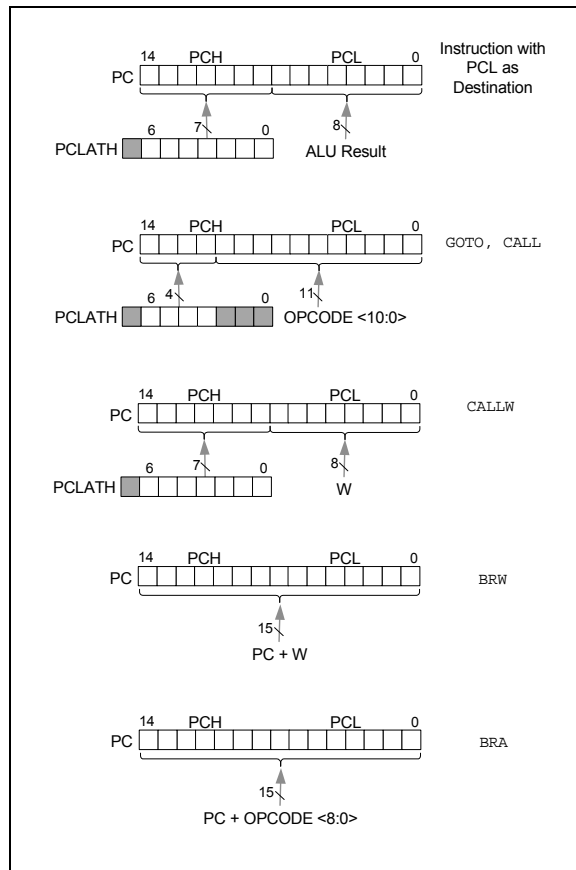 14 PCH PCL 0
Instruction with
PCL as
Destination
PC
6 7 0 8
PCLATH ALU Result
14 PCH PCL 0
PC
GOTO, CALL
6 4 0 11
PCLATH OPCODE <10:0>
14 PCH PCL 0
PC
CALLW
6 7 0 8
PCLATH W
14 PCH PCL 0
PC
BRW
15
PC + W
14 PCH PCL 0
PC
BRA
15
PC + OPCODE <8:0>